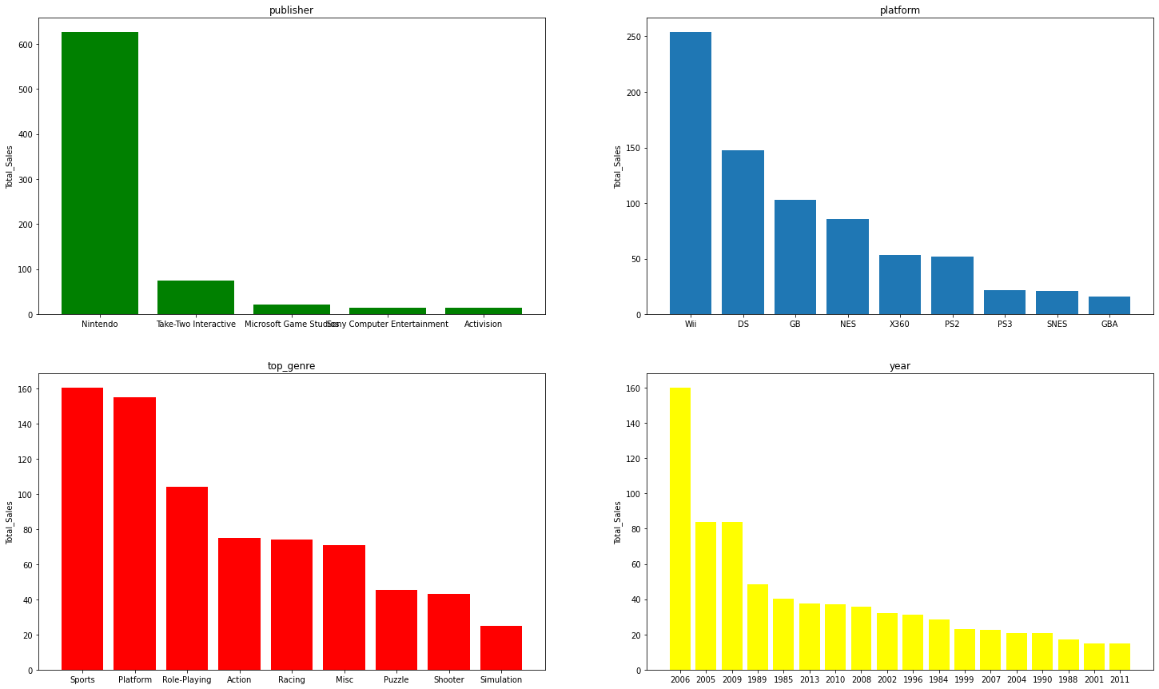 publisher
600
500
400
300
200
100
0
Total_Sales
Nintendo Take-Two Interactive Microsoft Game Studios Sony Computer Entertainment Activision
platform
250
200
150
100
50
0
Total_Sales
Wii DS GB NES X360 PS2 PS3 SNES GBA
top_genre
160
140
120
100
80
60
40
20
0
Total_Sales
Sports Platform Role-Playing Action Racing Misc Puzzle Shooter Simulation
year
160
140
120
100
80
60
40
20
0
Total_Sales
2006 2005 2009 1989 1985 2013 2010 2008 2002 1996 1984 1999 2007 2004 1990 1988 2001 2011